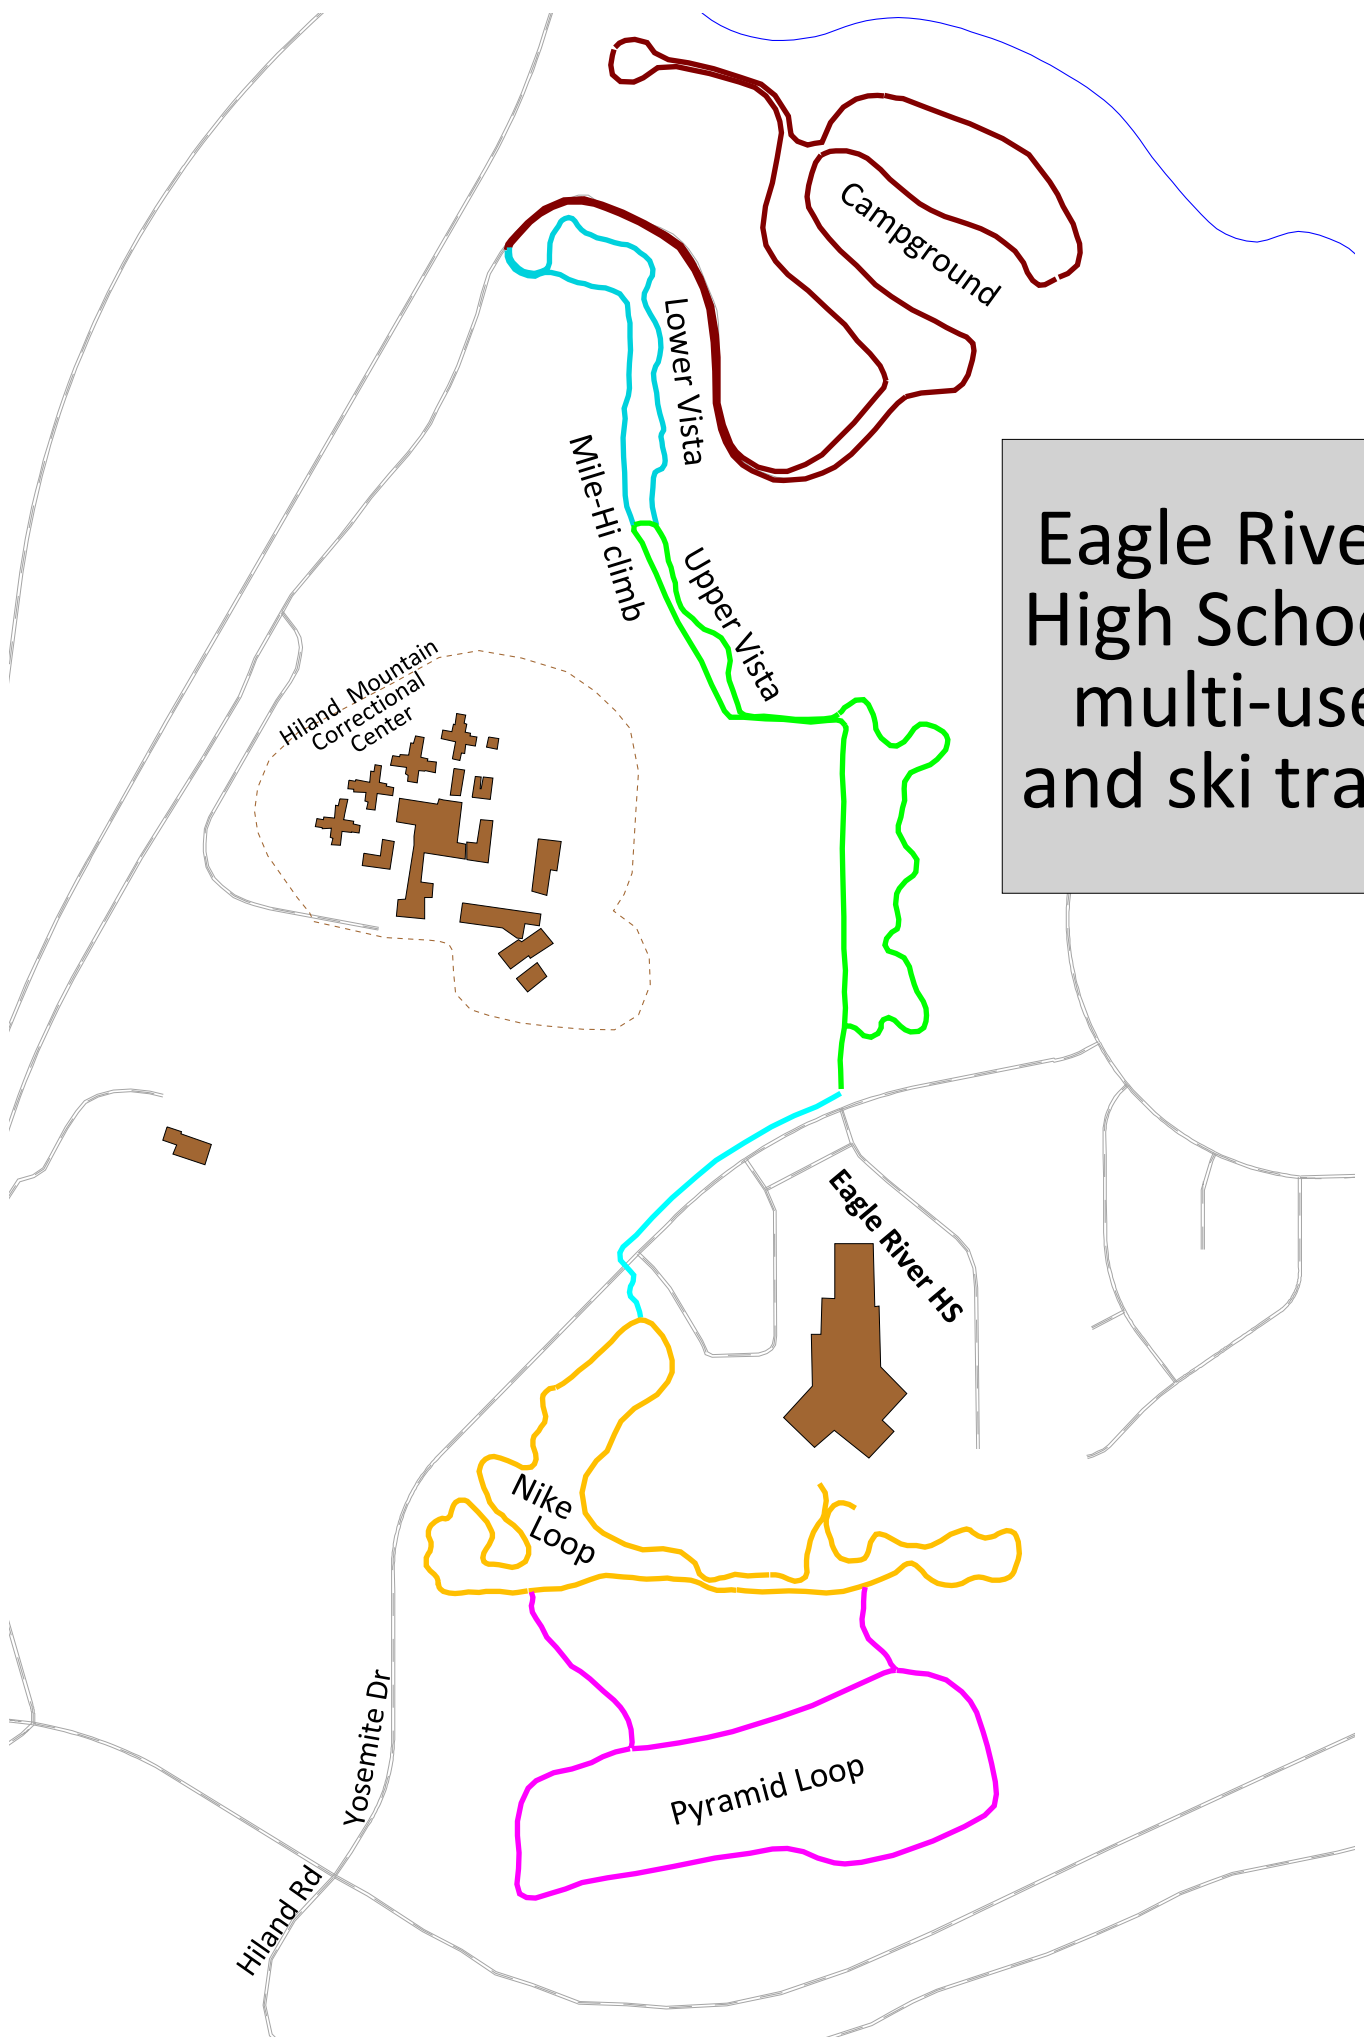 Campground
Lower Vista
Mile-Hi climb
Eagle Rive
High Schoo
multi-use
and ski tra
Upper Vista
Hiland Mountain
Correctional
Center
Eagle River HS
Nike
Loop
Yosemite Dr
Pyramid Loop
Hiland Rd